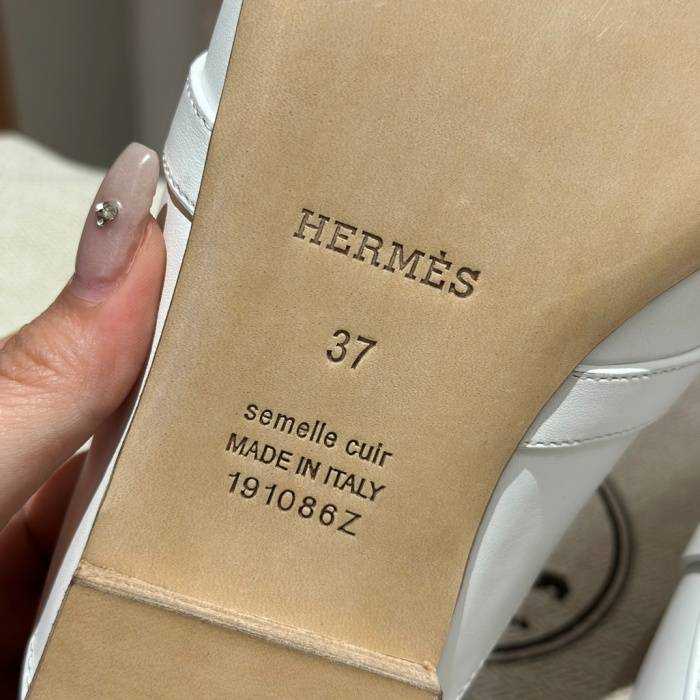 HERMÈS
37
semelle cuir
MADE IN ITALY
191086Z